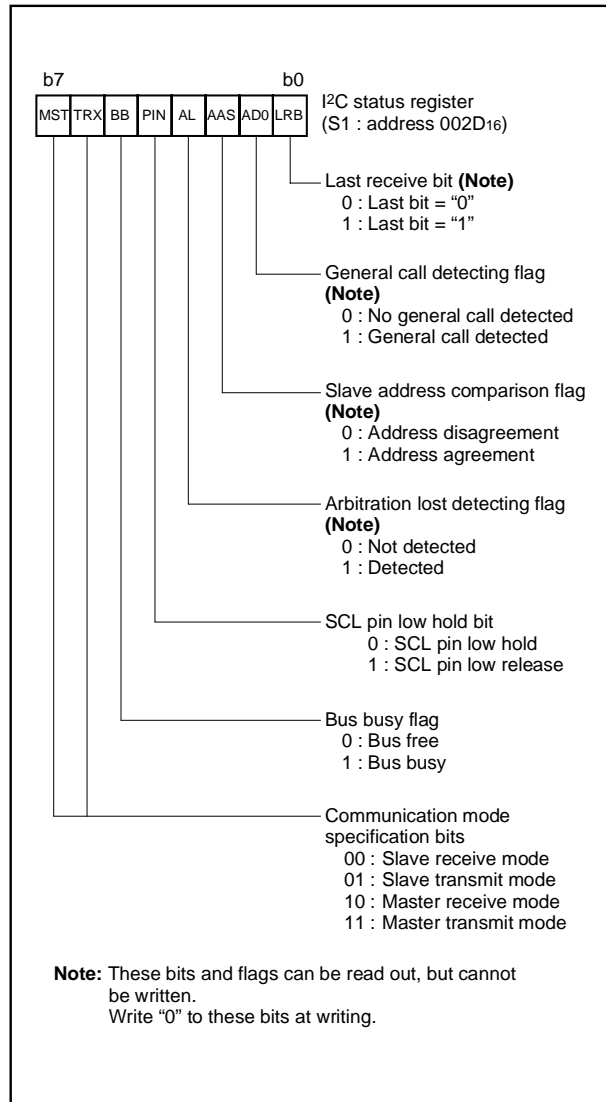 b7 b0
MST TRX BB PIN AL AAS AD0 LRB
I2C status register
(S1 : address 002D16)
Last receive bit (Note)
0 : Last bit = “0”
1 : Last bit = “1”
General call detecting flag
(Note)
0 : No general call detected
1 : General call detected
Slave address comparison flag
(Note)
0 : Address disagreement
1 : Address agreement
Arbitration lost detecting flag
(Note)
0 : Not detected
1 : Detected
SCL pin low hold bit
0 : SCL pin low hold
1 : SCL pin low release
Bus busy flag
0 : Bus free
1 : Bus busy
Communication mode
specification bits
00 : Slave receive mode
01 : Slave transmit mode
10 : Master receive mode
11 : Master transmit mode
Note: These bits and flags can be read out, but cannot
be written.
Write “0” to these bits at writing.